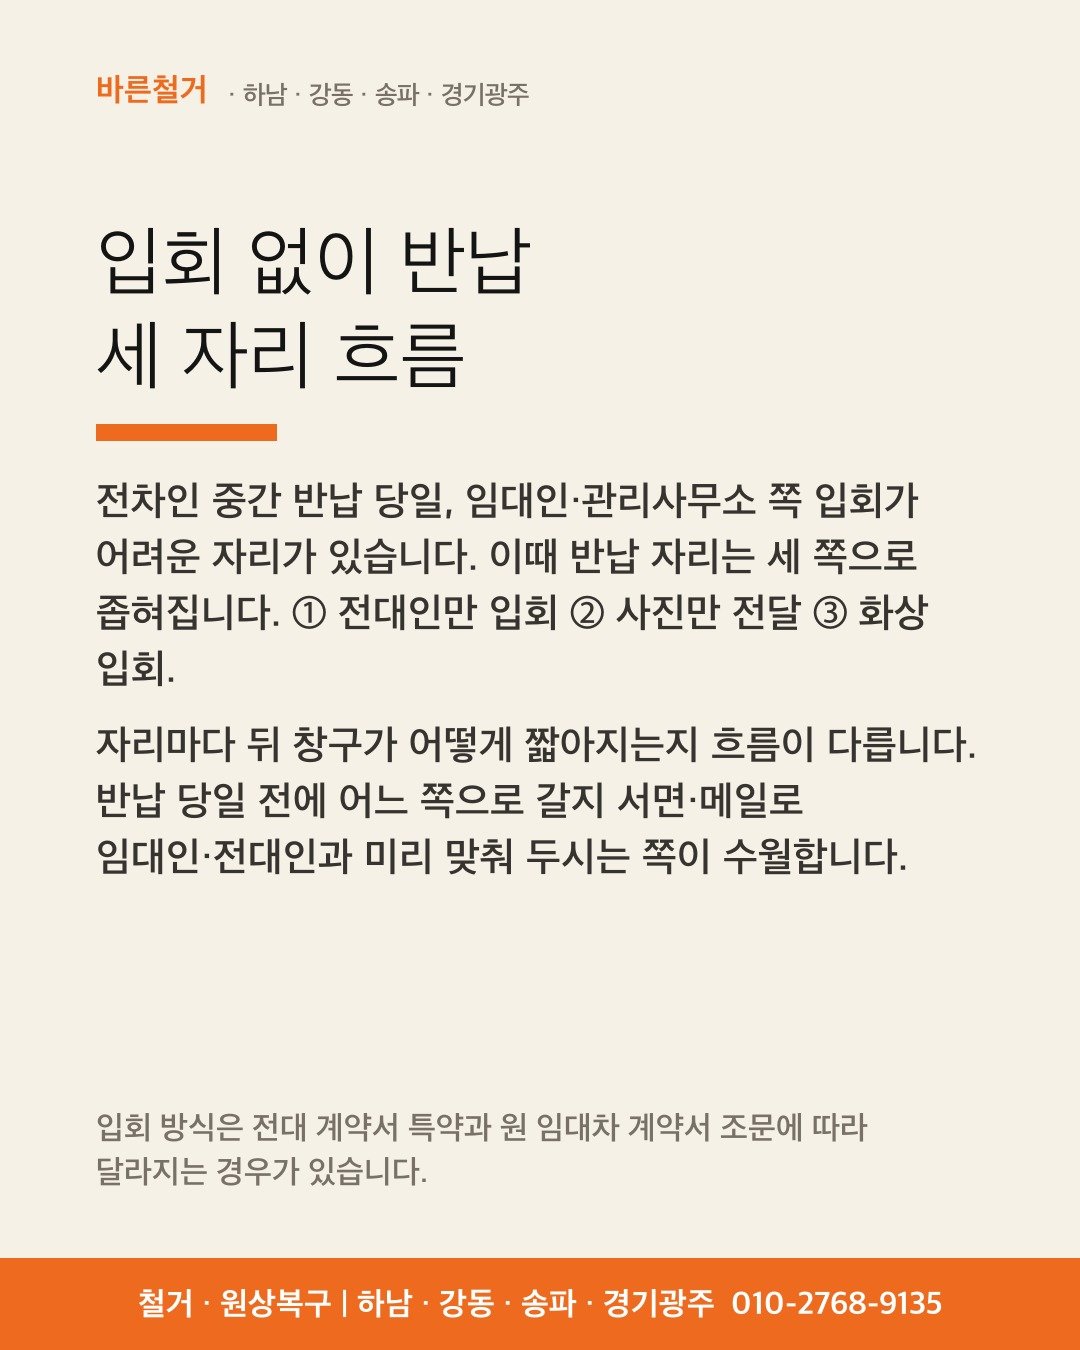 바른철거 · 하남 · 강동 · 송파 · 경기광주
입회 없이 반납
세 자리 흐름
전차인 중간 반납 당일, 임대인·관리사무소 쪽 입회가
어려운 자리가 있습니다. 이때 반납 자리는 세 쪽으로
좁혀집니다. ① 전대인만 입회 ② 사진만 전달 ③ 화상
입회.
자리마다 뒤 창구가 어떻게 짧아지는지 흐름이 다릅니다.
반납 당일 전에 어느 쪽으로 갈지 서면·메일로
임대인·전대인과 미리 맞춰 두시는 쪽이 수월합니다.
입회 방식은 전대 계약서 특약과 원 임대차 계약서 조문에 따라
달라지는 경우가 있습니다.
철거 · 원상복구 | 하남 · 강동 · 송파 · 경기광주 010-2768-9135